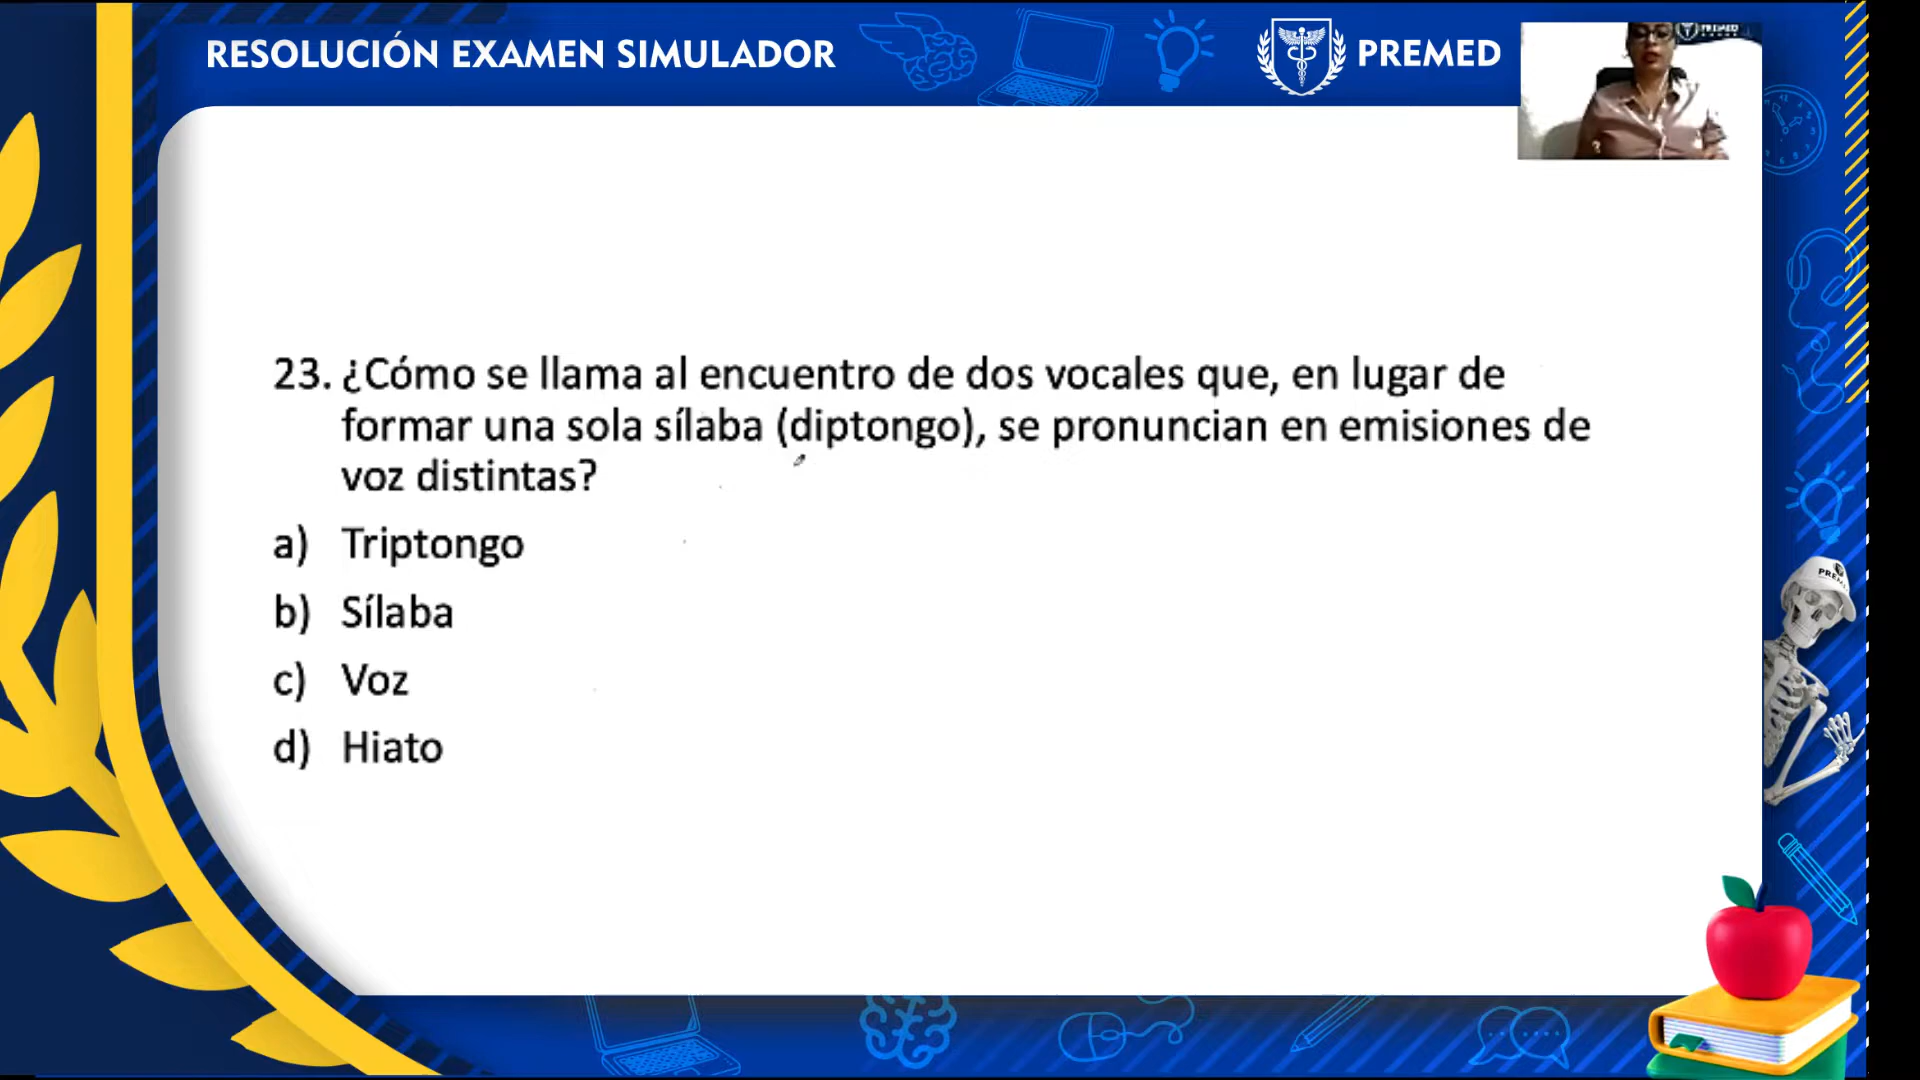 RESOLUCIÓN EXAMEN SIMULADOR
PREMED
23. ¿Cómo se llama al encuentro de dos vocales que, en lugar de
formar una sola sílaba (diptongo), se pronuncian en emisiones de
voz distintas?
a) Triptongo
b) Sílaba
c) Voz
d) Hiato